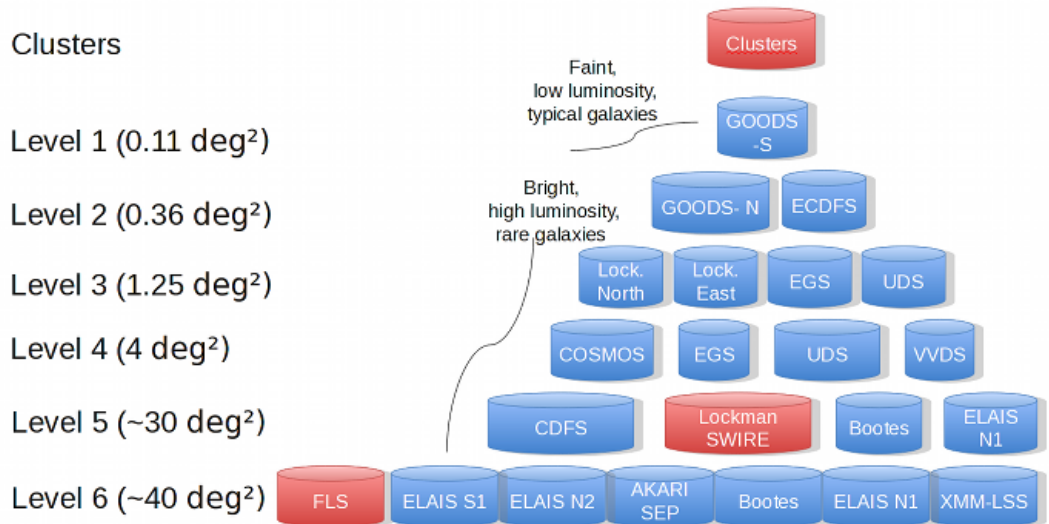 Clusters
Clusters
Faint,
low luminosity,
typical galaxies
Level 1 (0.11 deg²)
GOODS
-S
Bright,
high luminosity,
rare galaxies
Level 2 (0.36 deg²)
GOODS- N
ECDFS
Level 3 (1.25 deg²)
Lock.
North
Lock.
East
EGS
UDS
Level 4 (4 deg²)
COSMOS
EGS
UDS
VVDS
Level 5 (~30 deg²)
CDFS
Lockman
SWIRE
Bootes
ELAIS
N1
Level 6 (~40 deg²)
FLS
ELAIS S1
ELAIS N2
AKARI
SEP
Bootes
ELAIS N1
XMM-LSS